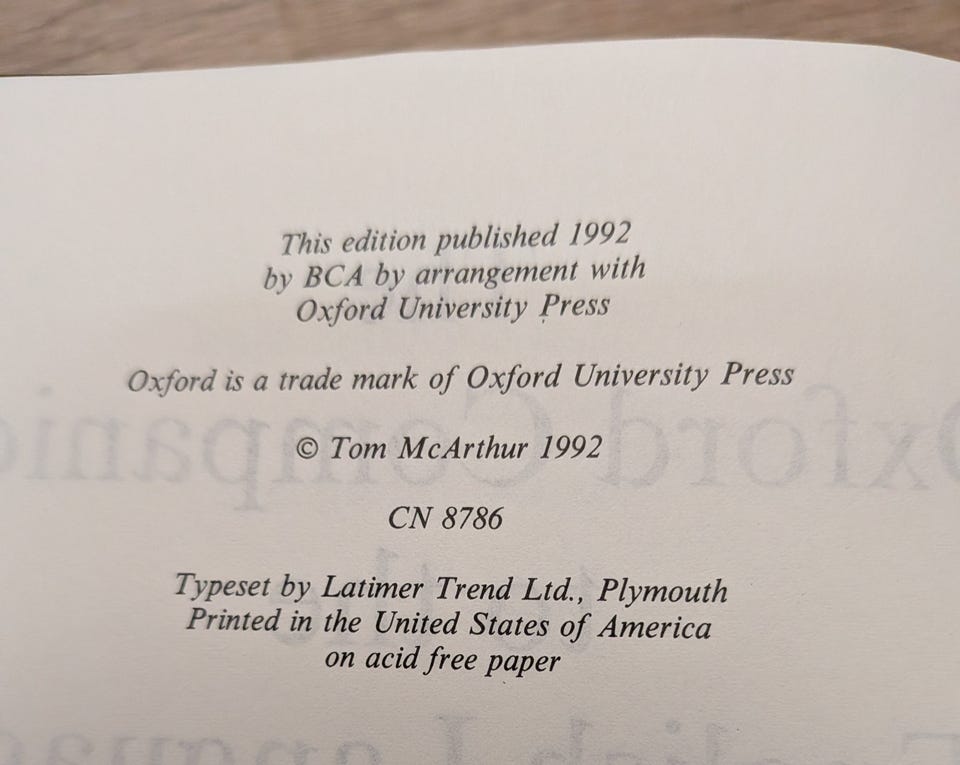 This edition published 1992
by BCA by arrangement with
Oxford University Press
Oxford is a trade mark of Oxford University Press
© Tom McArthur 1992
CN 8786
Typeset by Latimer Trend Ltd., Plymouth
Printed in the United States of America
on acid free paper